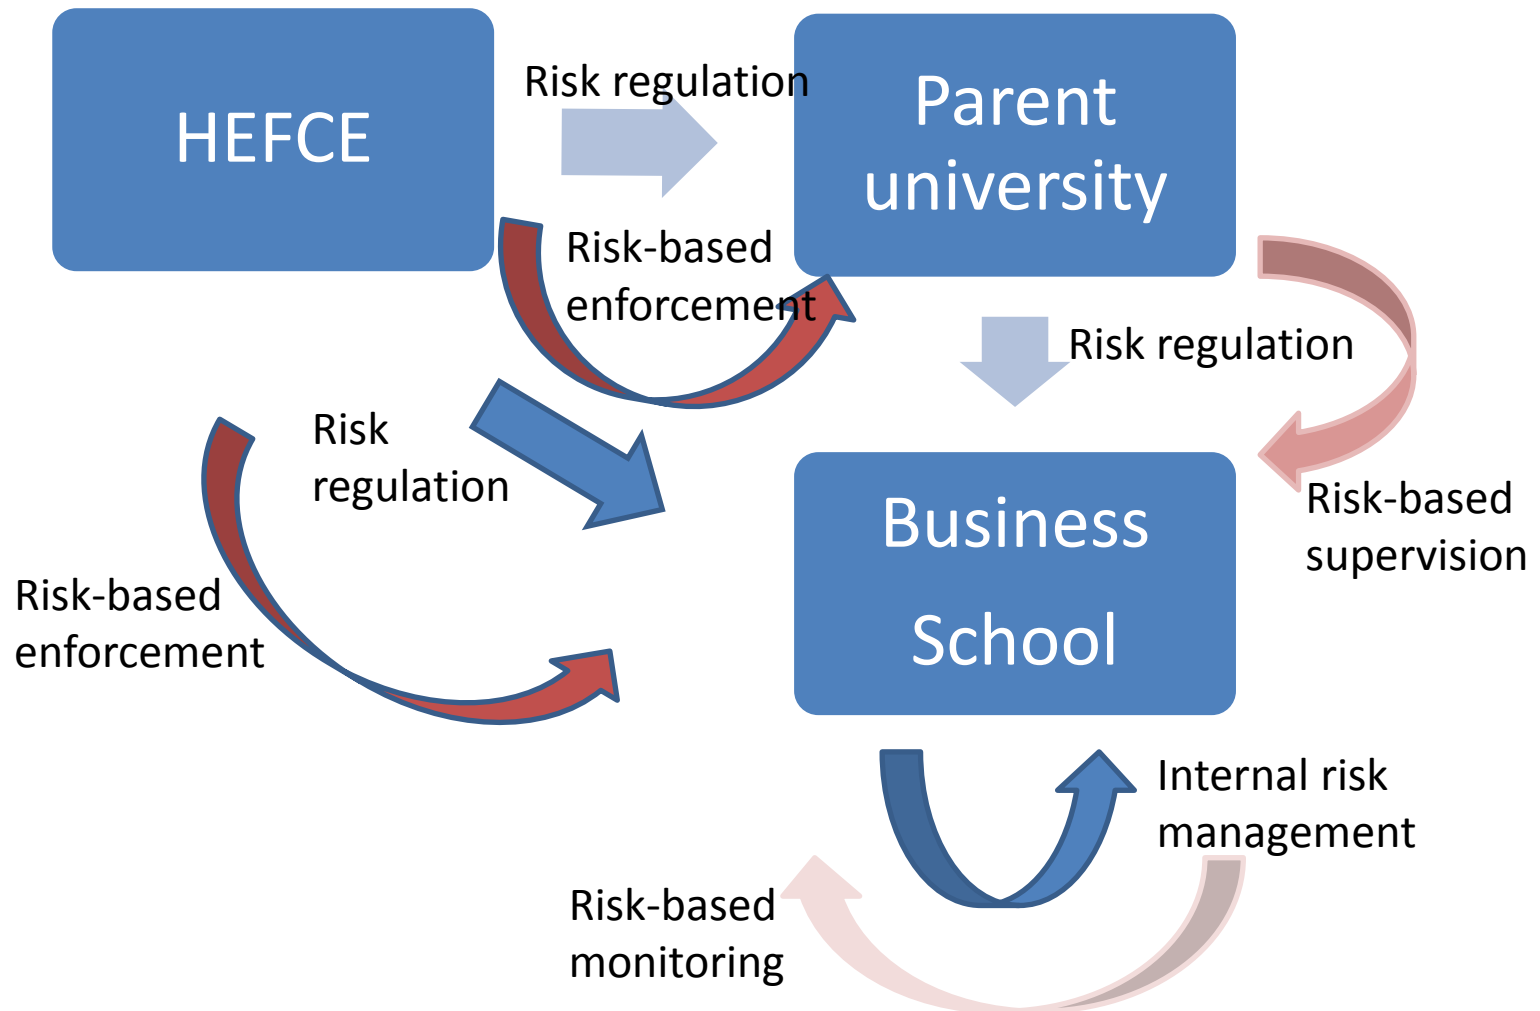 HEFCE
Risk regulation
Parent
university
Risk-based
enforcement
Risk regulation
Risk
regulation
Risk-based
supervision
Business
School
Risk-based
enforcement
Internal risk
management
Risk-based
monitoring